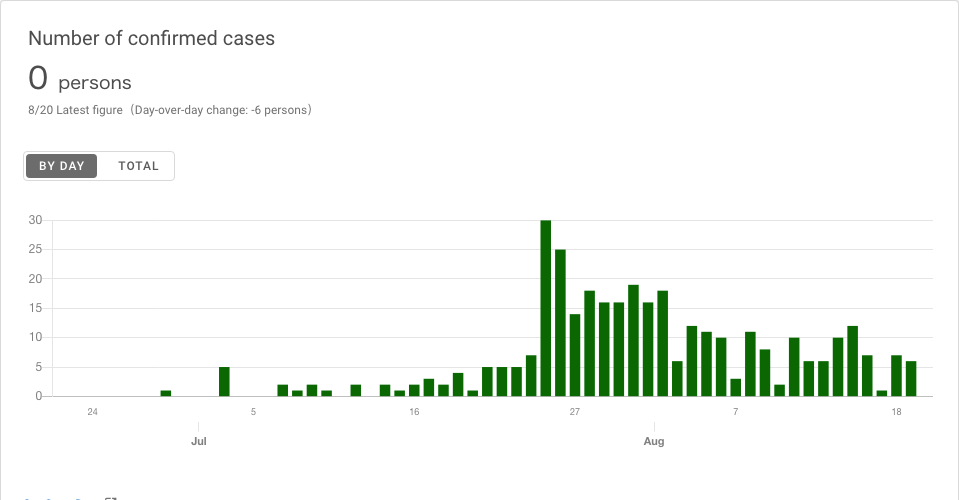 Number of confirmed cases
0 persons
8/20 Latest figure（Day-over-day change: -6 persons）
BY DAY TOTAL
30
25
20
15
10
5
0
24 5 16 27 7 18
Jul Aug